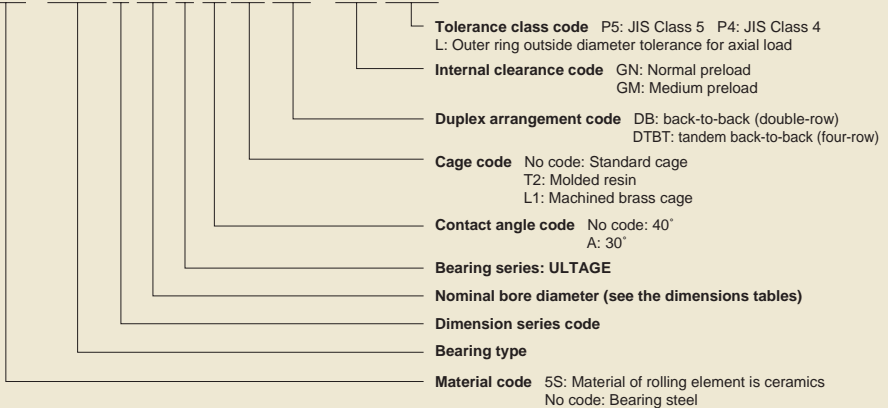 Tolerance class code P5: JIS Class 5 P4: JIS Class 4
L: Outer ring outside diameter tolerance for axial load
Internal clearance code GN: Normal preload
GM: Medium preload
Duplex arrangement code DB: back-to-back (double-row)
DTBT: tandem back-to-back (four-row)
Cage code No code: Standard cage
T2: Molded resin
L1: Machined brass cage
Contact angle code No code: 40˚
A: 30˚
Bearing series: ULTAGE
Nominal bore diameter (see the dimensions tables)
Dimension series code
Bearing type
Material code 5S: Material of rolling element is ceramics
No code: Bearing steel